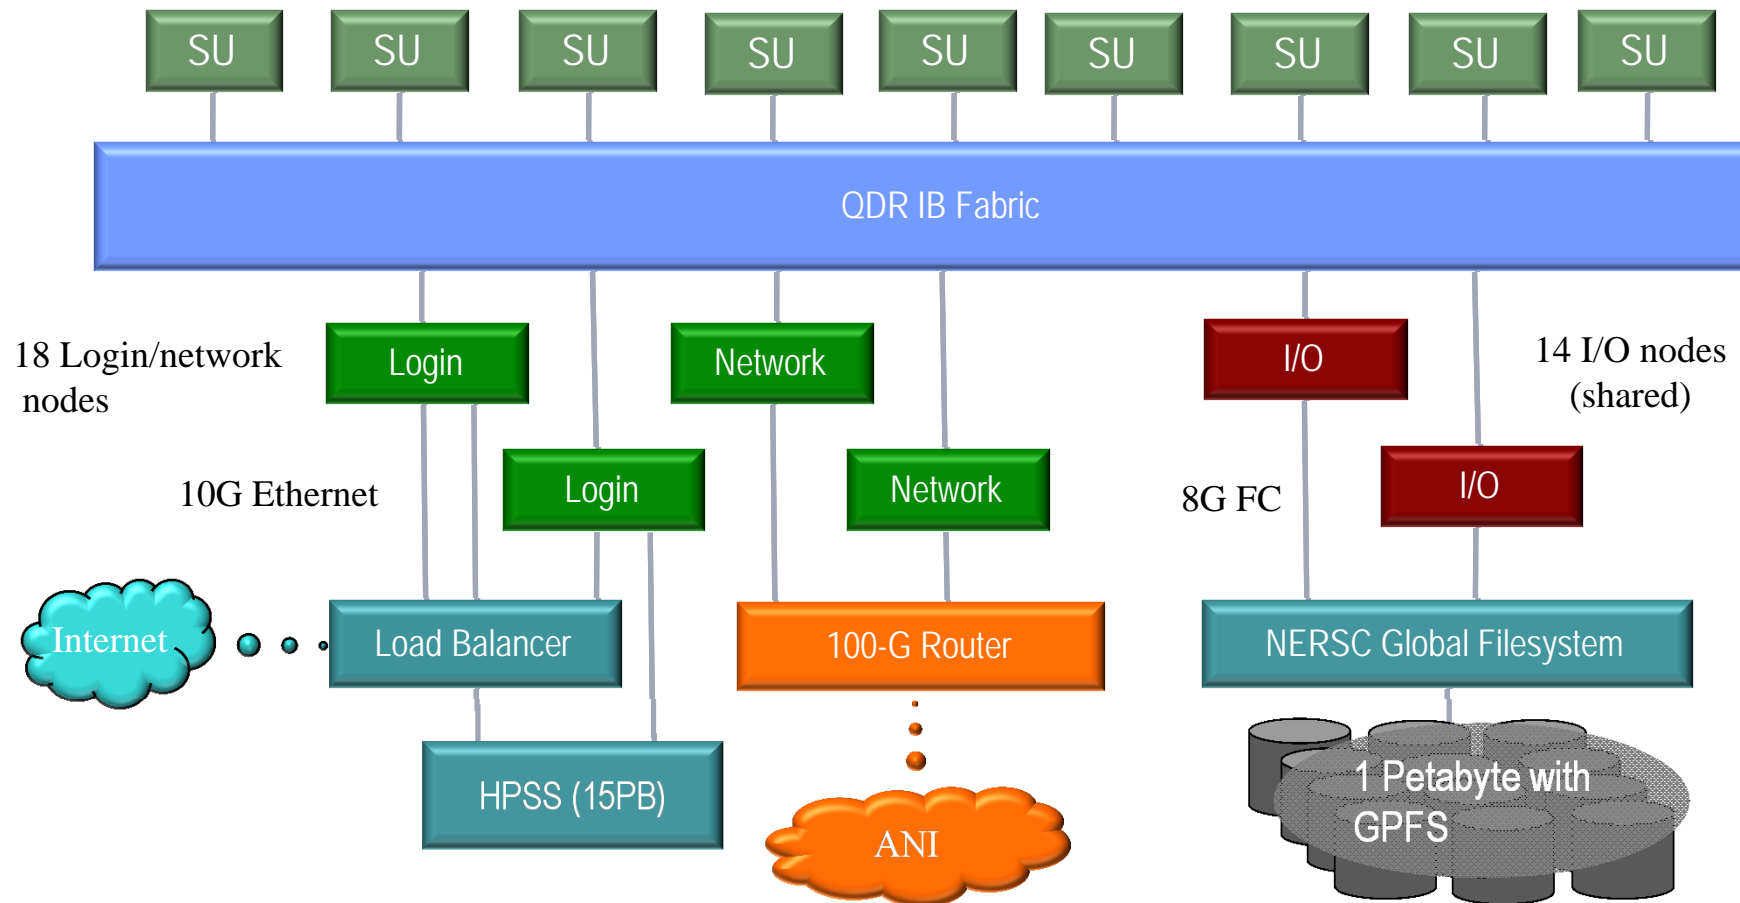 SU
SU
SU
SU
SU
SU
SU
SU
SU
QDR IB Fabric
18 Login/network
nodes
Login
Network
I/O
14 I/O nodes
(shared)
10G Ethernet
Login
Network
8G FC
I/O
Internet
Load Balancer
100-G Router
NERSC Global Filesystem
HPSS (15PB)
ANI
1 Petabyte with
GPFS